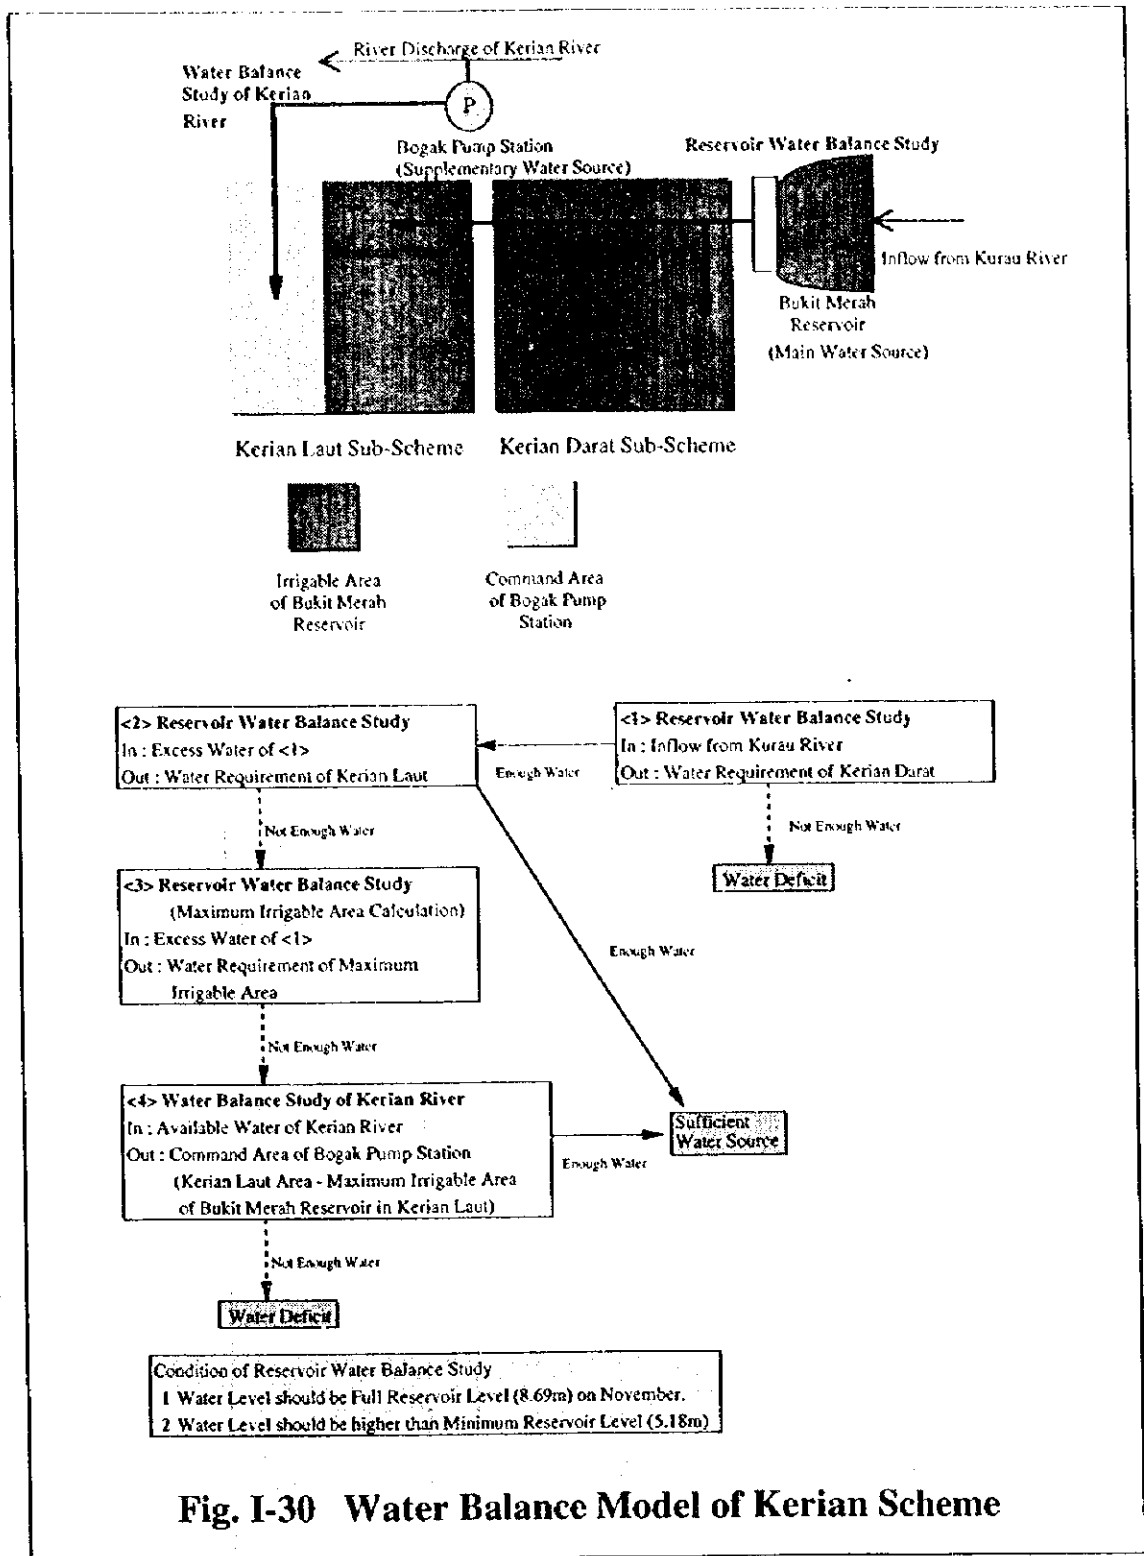 River Discharge of Kerian River
Water Balance
Study of Kerian
River
P
Bogak Pump Station
(Supplementary Water Source)
Reservoir Water Balance Study
Inflow from Kurau River
Bukit Merah
Reservoir
(Main Water Source)
Kerian Laut Sub-Scheme
Kerian Darat Sub-Scheme
Irrigable Area
of Bukit Merah
Reservoir
Command Area
of Bogak Pump
Station
<2> Reservoir Water Balance Study
In : Excess Water of <1>
Out : Water Requirement of Kerian Laut
Enough Water
<1> Reservoir Water Balance Study
In : Inflow from Kurau River
Out : Water Requirement of Kerian Darat
Not Enough Water
Not Enough Water
Water Deficit
<3> Reservoir Water Balance Study
(Maximum Irrigable Area Calculation)
In : Excess Water of <1>
Out : Water Requirement of Maximum
Irrigable Area
Enough Water
Not Enough Water
<4> Water Balance Study of Kerian River
In : Available Water of Kerian River
Out : Command Area of Bogak Pump Station
(Kerian Laut Area - Maximum Irrigable Area
of Bukit Merah Reservoir in Kerian Laut)
Enough Water
Sufficient
Water Source
Not Enough Water
Water Deficit
Condition of Reservoir Water Balance Study
1 Water Level should be Full Reservoir Level (8.69m) on November.
2 Water Level should be higher than Minimum Reservoir Level (5.18m)
Fig. I-30 Water Balance Model of Kerian Scheme